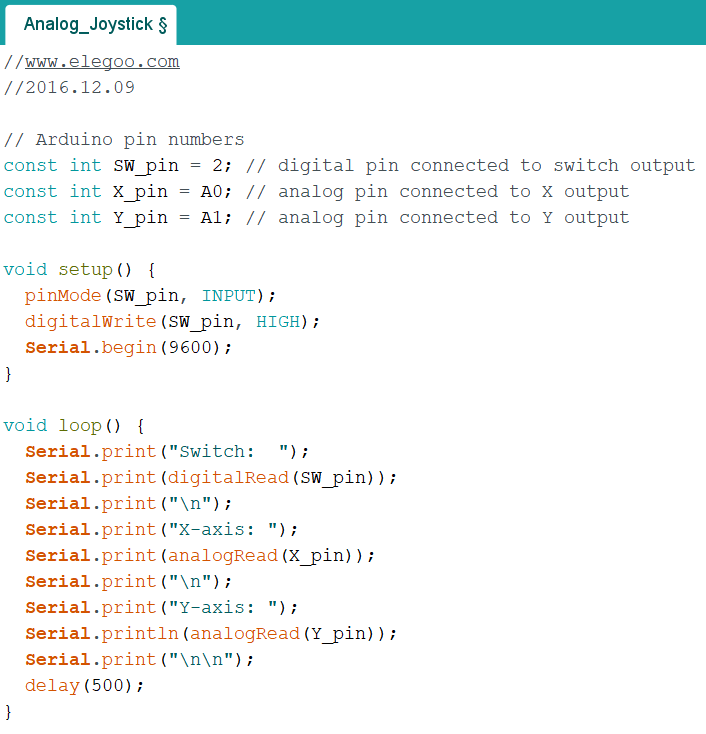 Analog_Joystick §
//www.elegoo.com
//2016.12.09

// Arduino pin numbers
const int SW_pin = 2; // digital pin connected to switch output
const int X_pin = A0; // analog pin connected to X output
const int Y_pin = A1; // analog pin connected to Y output

void setup() {
  pinMode(SW_pin, INPUT);
  digitalWrite(SW_pin, HIGH);
  Serial.begin(9600);
}

void loop() {
  Serial.print("Switch:  ");
  Serial.print(digitalRead(SW_pin));
  Serial.print("\n");
  Serial.print("X-axis: ");
  Serial.print(analogRead(X_pin));
  Serial.print("\n");
  Serial.print("Y-axis: ");
  Serial.println(analogRead(Y_pin));
  Serial.print("\n\n");
  delay(500);
}